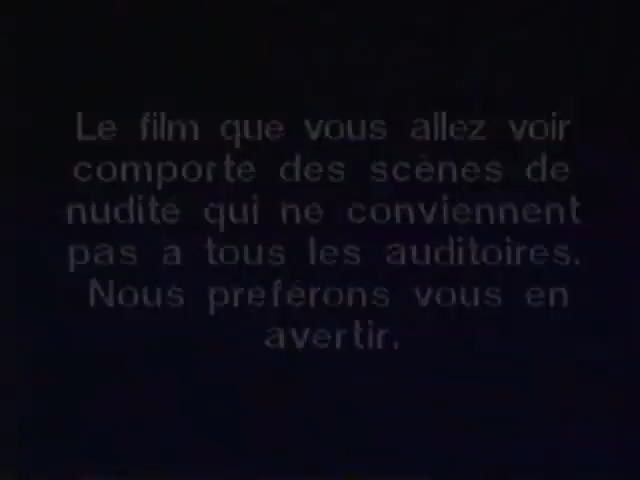 Le film que vous allez voir
comporte des scènes de
nudité qui ne conviennent
pas a tous les auditoires.
Nous préférons vous en
avertir.